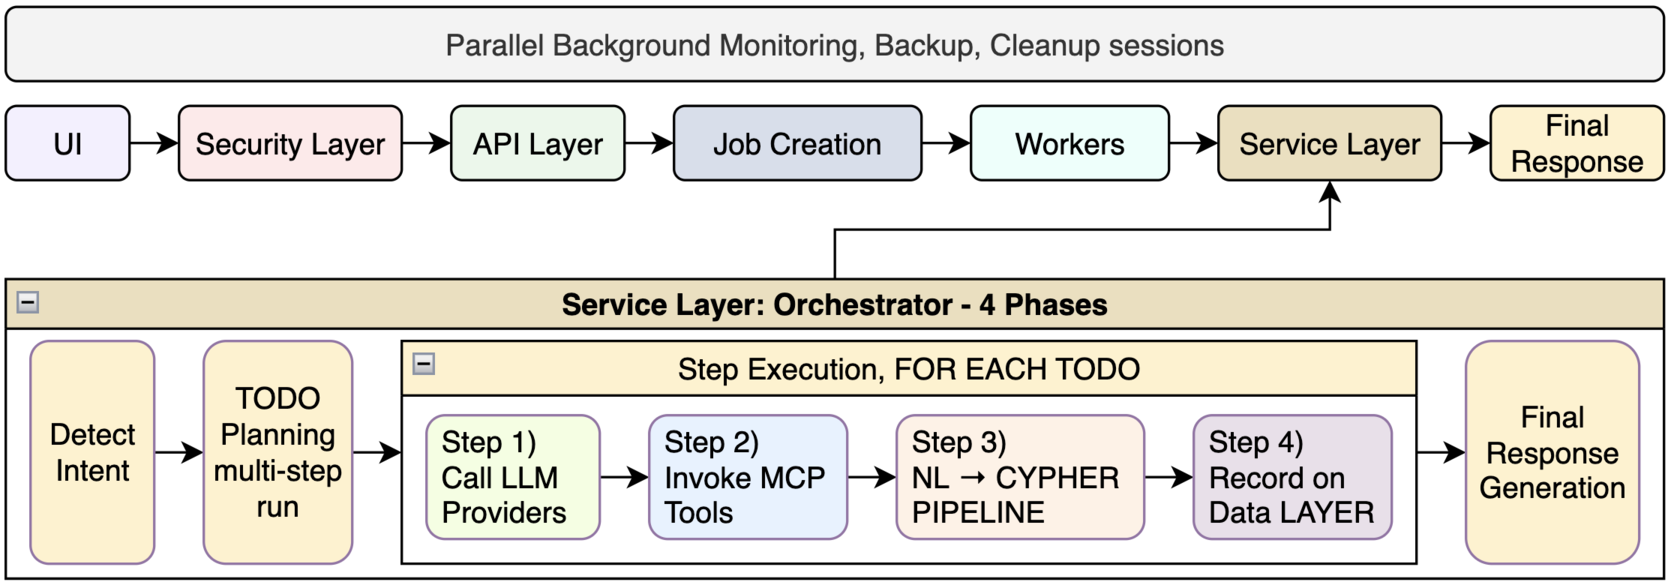 Parallel Background Monitoring, Backup, Cleanup sessions
UI
Security Layer
API Layer
Job Creation
Workers
Service Layer
Final
Response
Service Layer: Orchestrator - 4 Phases
Detect
Intent
TODO
Planning
multi-step
run
Step Execution, FOR EACH TODO
Step 1)
Call LLM
Providers
Step 2)
Invoke MCP
Tools
Step 3)
NL → CYPHER
PIPELINE
Step 4)
Record on
Data LAYER
Final
Response
Generation